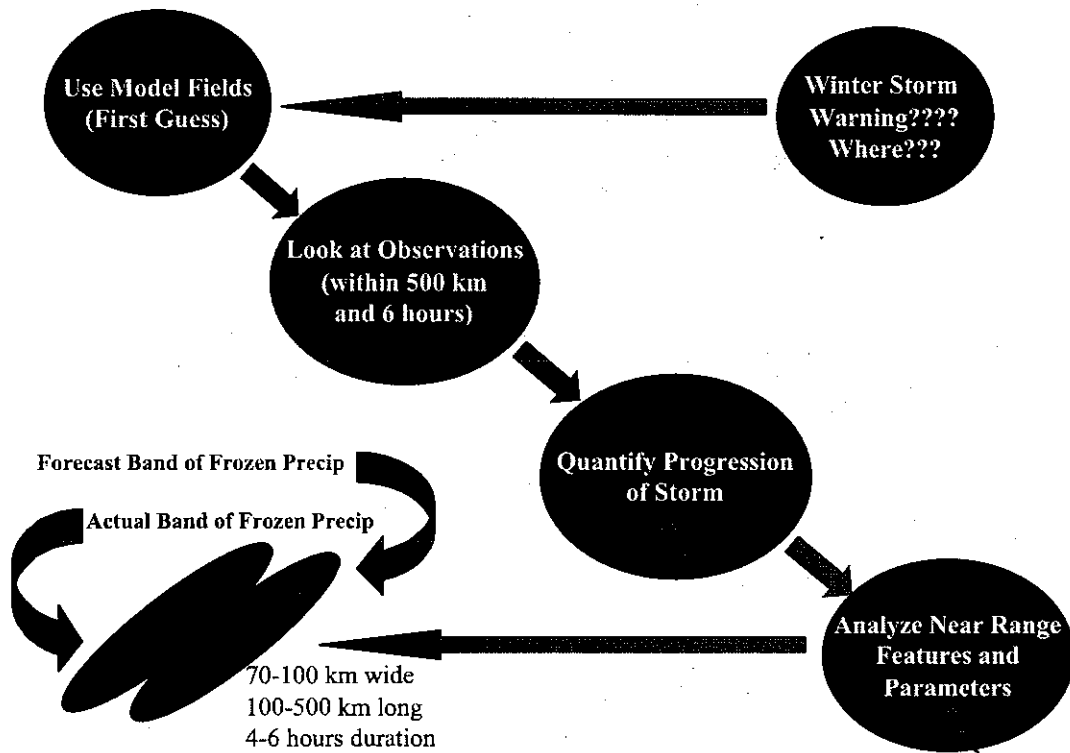 Use Model Fields
(First Guess)
Winter Storm
Warning????
Where???
Look at Observations
(within 500 km
and 6 hours)
Quantify Progression
of Storm
Forecast Band of Frozen Precip
Actual Band of Frozen Precip
Analyze Near Range
Features and
Parameters
70-100 km wide
100-500 km long
4-6 hours duration